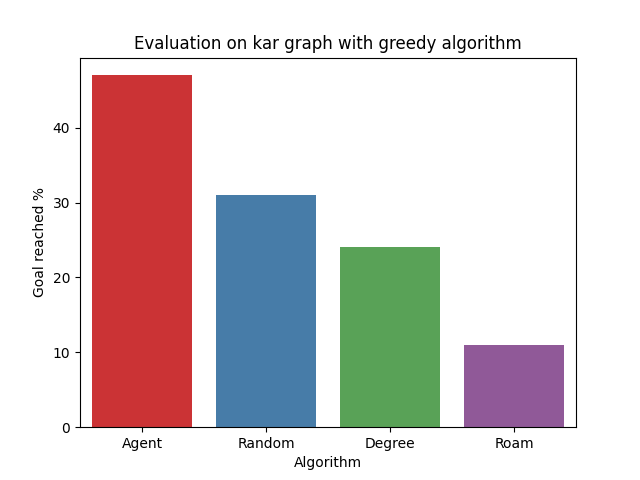 Evaluation on kar graph with greedy algorithm
Goal reached %
40
30
20
10
0
Agent Random Degree Roam
Algorithm